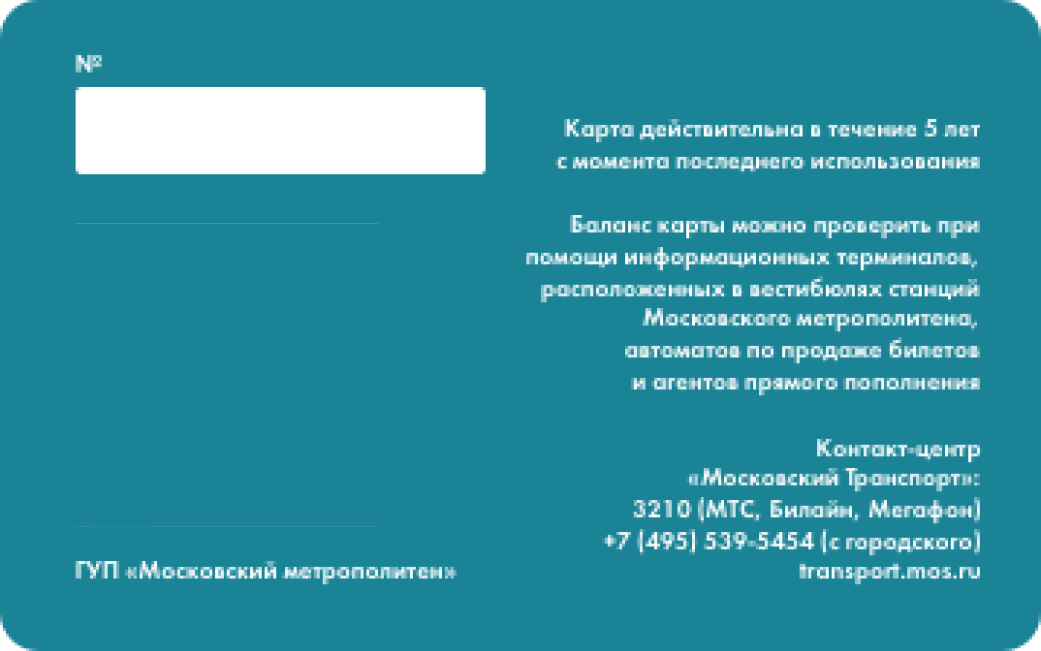 №
Карта действительна в течение 5 лет
с момента последнего использования
Баланс карты можно проверить при
помощи информационных терминалов,
расположенных в вестибюлях станций
Московского метрополитена,
автоматов по продаже билетов
и агентов прямого пополнения
Контакт-центр
«Московский Транспорт»:
3210 (МТС, Билайн, Мегафон)
+7 (495) 539-5454 (с городского)
transport.mos.ru
ГУП «Московский метрополитен»